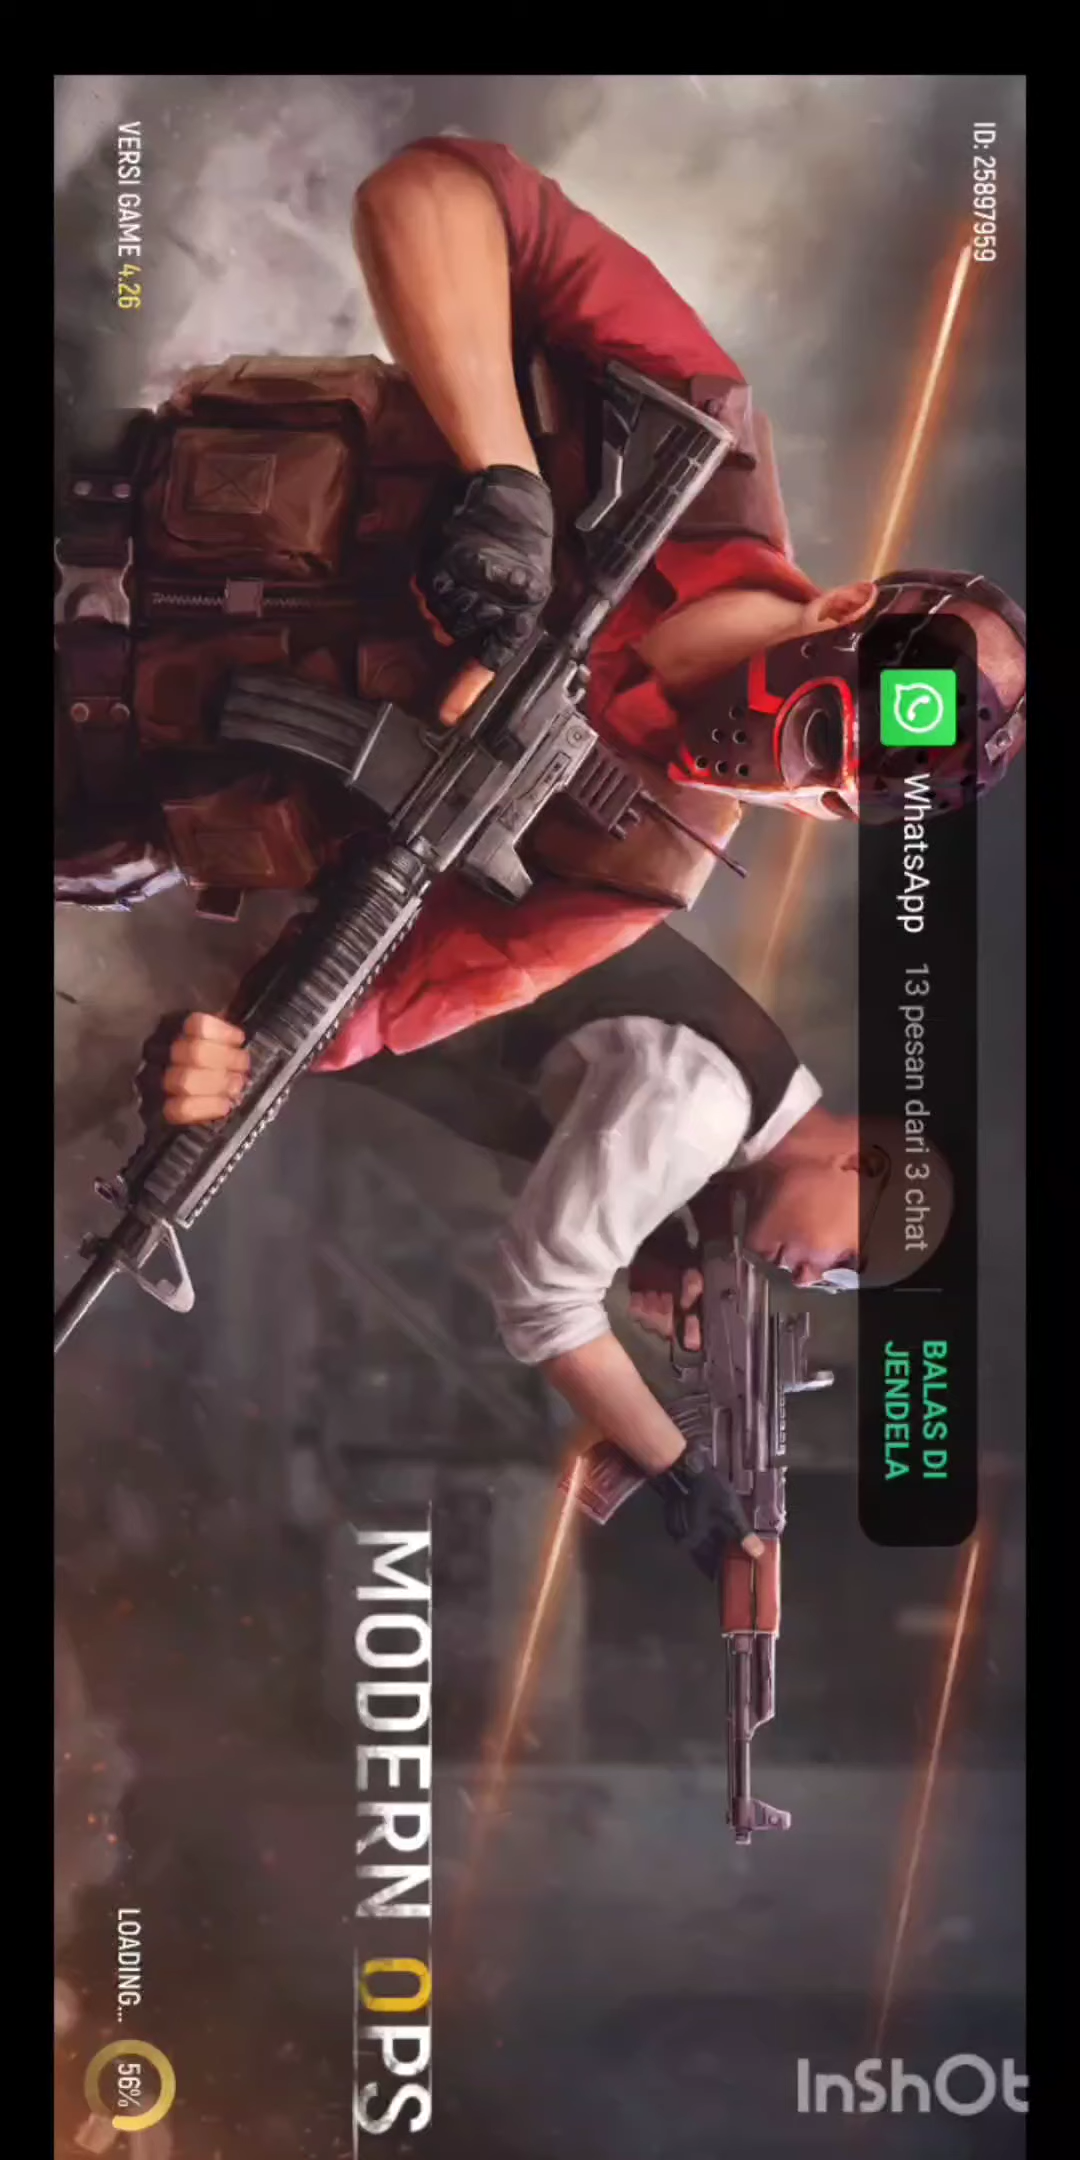 ID: 25897959
WhatsApp 13 pesan dari 3 chat
BALAS DI
JENDELA
MODERN OPS
VERSI GAME 4.26
LOADING... 56%
InShOt